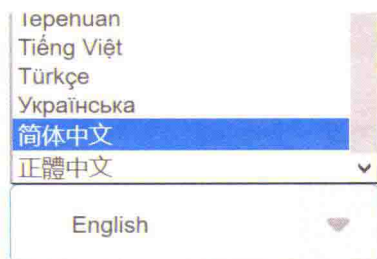 Tepehuan
Tiếng Việt
Türkçe
Українська
简体中文
正體中文
English